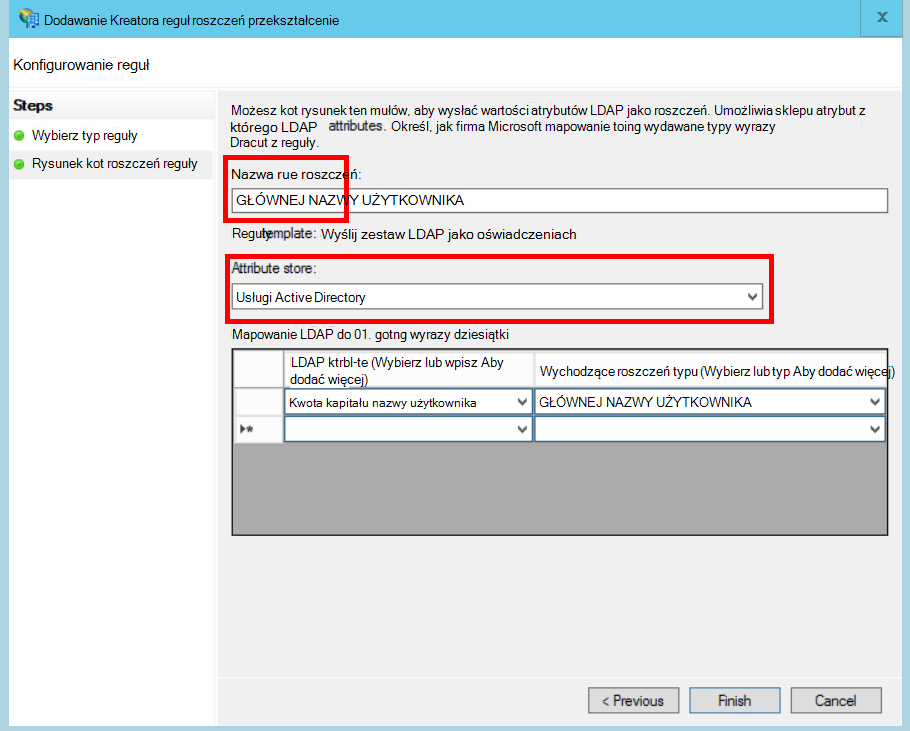 Dodawanie Kreatora reguł roszczeń przekształcenie
x
Konfigurowanie reguł
Steps
Wybierz typ reguły
Rysunek kot roszczeń reguły
Możesz kot rysunek ten mułów, aby wysłać wartości atrybutów LDAP jako roszczeń. Umożliwia sklepu atrybut z
którego LDAP attributes. Określ, jak firma Microsoft mapowanie toing wydawane typy wyrazy
Dracut z reguły.
Nazwa rue roszczeń:
GŁÓWNEJ NAZWY UŻYTKOWNIKA
Reguły template: Wyślij zestaw LDAP jako oświadczeniach
Attribute store:
Usługi Active Directory
Mapowanie LDAP do 01. gotng wyrazy dziesiątki
LDAP ktrbl-te (Wybierz lub wpisz Aby
dodać więcej)
Wychodzące roszczeń typu (Wybierz lub typ Aby dodać więcej)
Kwota kapitału nazwy użytkownika
GŁÓWNEJ NAZWY UŻYTKOWNIKA
< Previous
Finish
Cancel